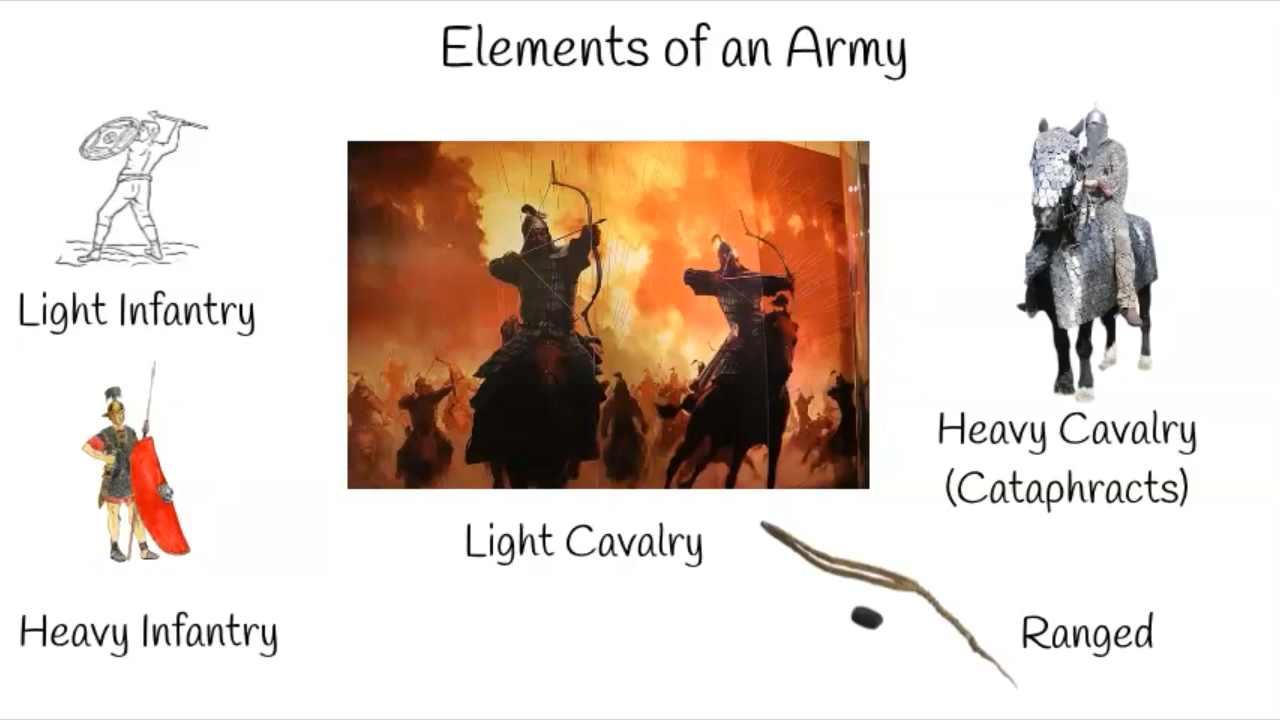 Elements of an Army
Light Infantry
Heavy Infantry
Light Cavalry
Heavy Cavalry
(Cataphracts)
Ranged